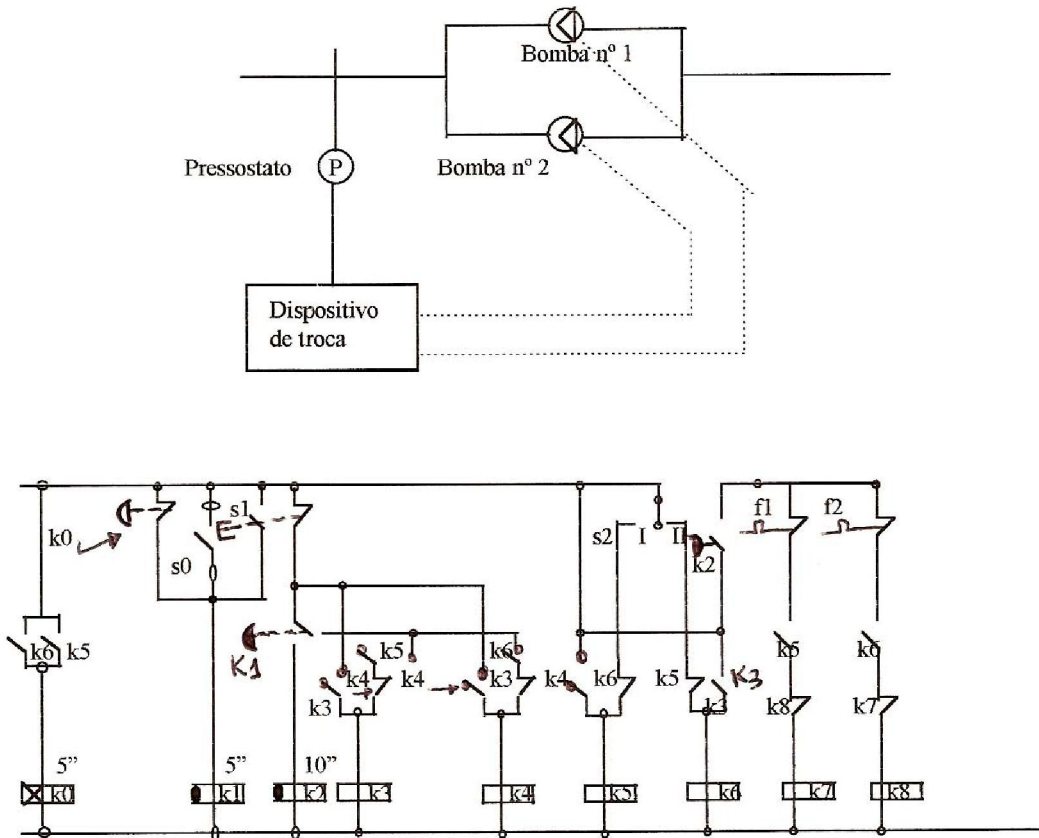 Bomba nº 1
Pressostato P Bomba nº 2
Dispositivo
de troca
k0 s1 s2 I II f1 f2
s0 k2
K1 k5 k6
k6 k5 k4 k4 k3 k4 k6 k5 K3 k5 k6
k3 k3 k8 k7
5” 5” 10”
k0 k1 k2 k3 k4 k5 k6 k7 k8